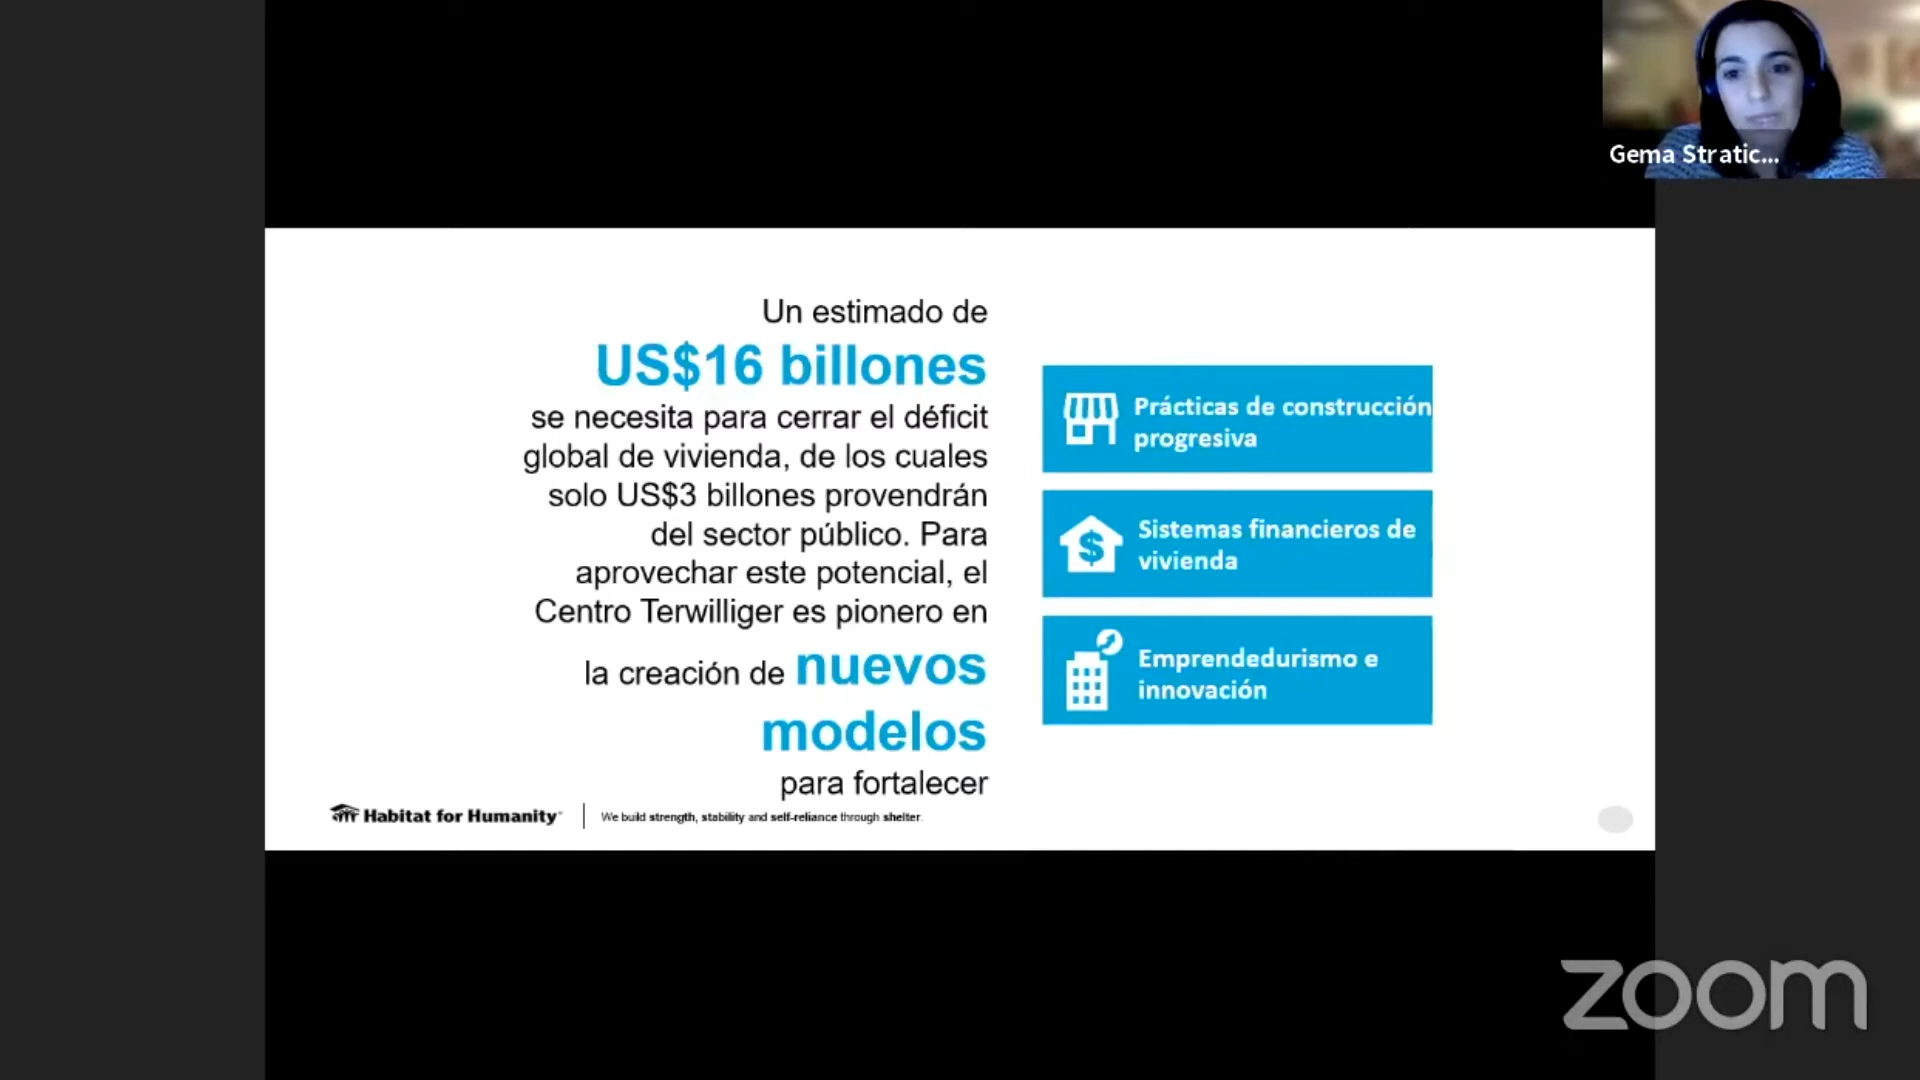 Gema Stratic...
Un estimado de
US$16 billones
se necesita para cerrar el déficit
global de vivienda, de los cuales
solo US$3 billones provendrán
del sector público. Para
aprovechar este potencial, el
Centro Terwilliger es pionero en
la creación de nuevos
modelos
para fortalecer
Prácticas de construcción
progresiva
$
Sistemas financieros de
vivienda
Emprendedurismo e
innovación
Habitat for Humanity®
We build strength, stability and self-reliance through shelter.
zoom